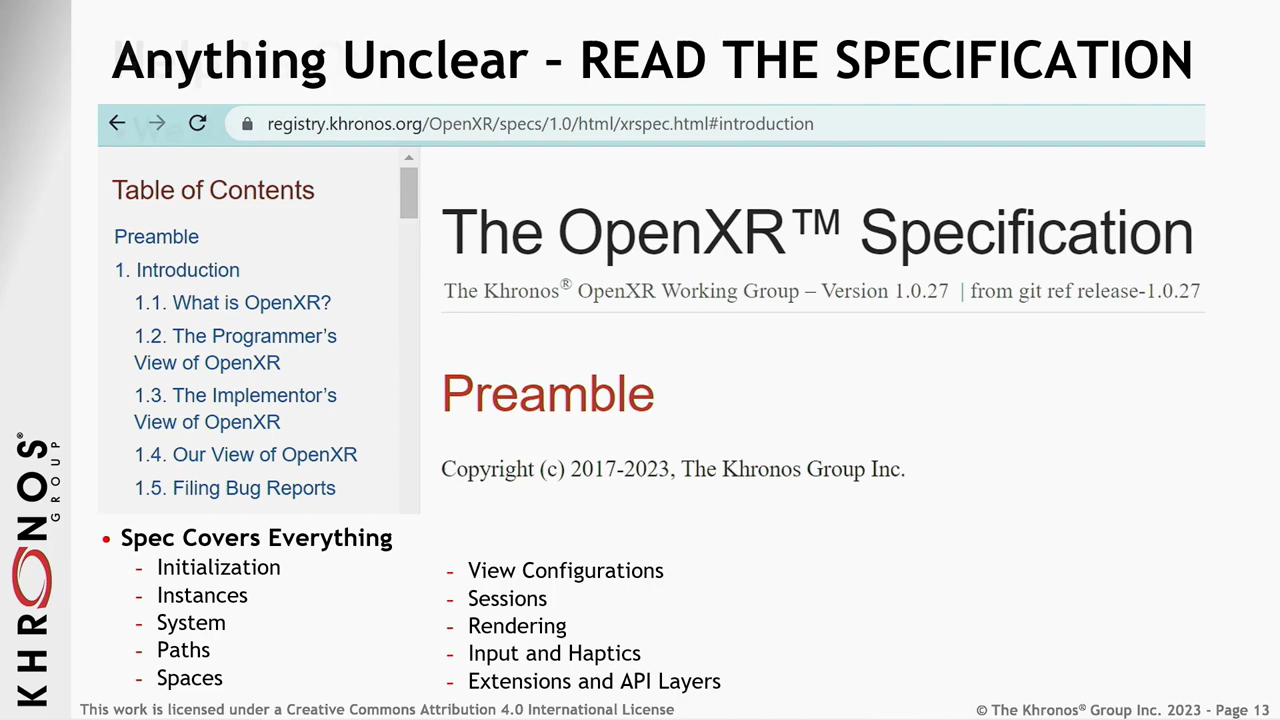 Anything Unclear - READ THE SPECIFICATION
registry.khronos.org/OpenXR/specs/1.0/html/xrspec.html#introduction
Table of Contents
Preamble
1. Introduction
1.1. What is OpenXR?
1.2. The Programmer's
View of OpenXR
1.3. The Implementor's
View of OpenXR
1.4. Our View of OpenXR
1.5. Filing Bug Reports
The OpenXR™ Specification
The Khronos® OpenXR Working Group – Version 1.0.27 | from git ref release-1.0.27
Preamble
Copyright (c) 2017-2023, The Khronos Group Inc.
• Spec Covers Everything
- Initialization
- Instances
- System
- Paths
- Spaces
- View Configurations
- Sessions
- Rendering
- Input and Haptics
- Extensions and API Layers
KHRONOS®
GROUP
This work is licensed under a Creative Commons Attribution 4.0 International License
© The Khronos® Group Inc. 2023 - Page 13